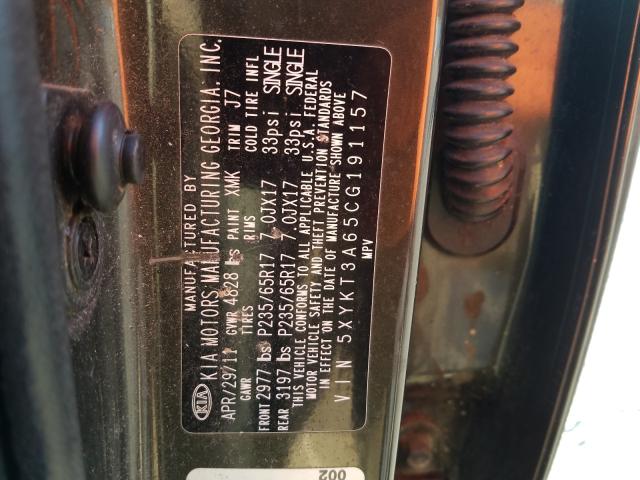 MANUFACTURED BY
KIA KIA MOTORS MANUFACTURING GEORGIA, INC.
APR/29/11 GVWR 4828 lbs PAINT XMK TRIM J7
GAWR TIRES RIMS COLD TIRE INFL
FRONT 2977 lbs P235/65R17 7.0JX17 33psi SINGLE
REAR 3197 lbs P235/65R17 7.0JX17 33psi SINGLE
THIS VEHICLE CONFORMS TO ALL APPLICABLE U.S.A. FEDERAL
MOTOR VEHICLE SAFETY AND THEFT PREVENTION STANDARDS
IN EFFECT ON THE DATE OF MANUFACTURE SHOWN ABOVE
VIN 5XYKT3A65CG191157
MPV
002